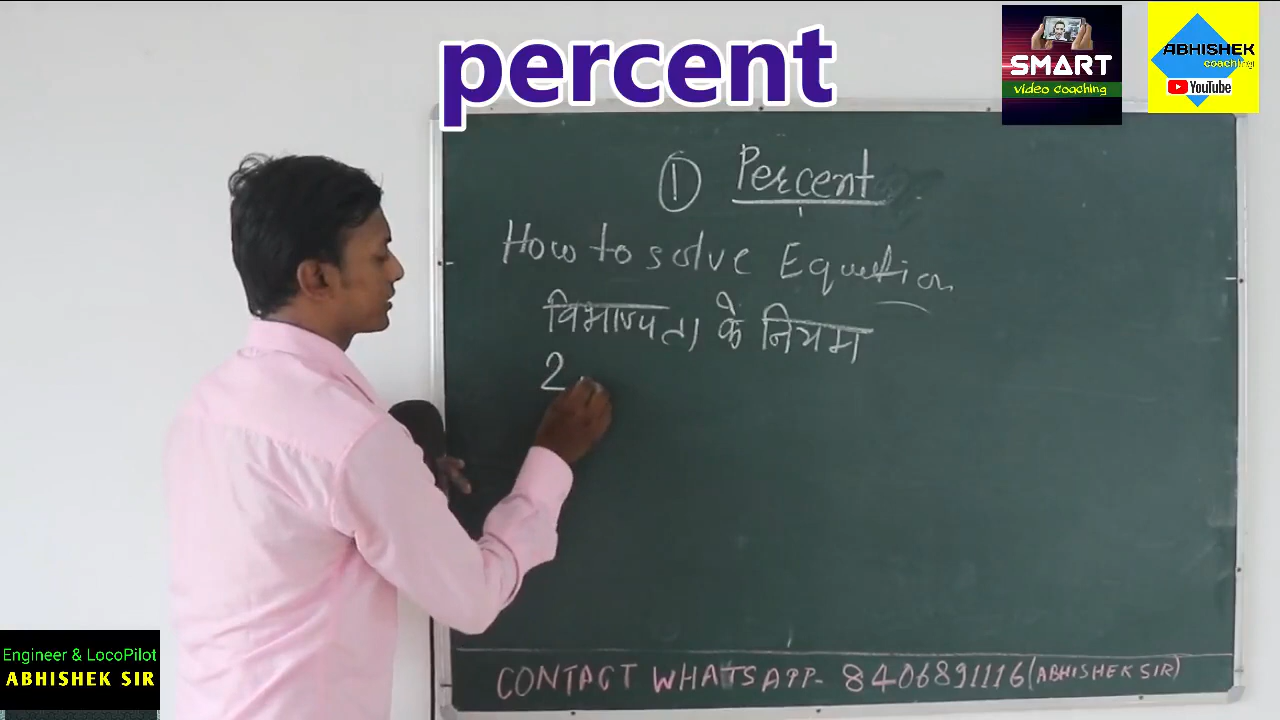 percent
SMART
video coaching
ABHISHEK
coaching
YouTube
① Percent
How to solve Equation
विभाज्यता के नियम
2
Engineer & LocoPilot
ABHISHEK SIR
CONTACT WHATSAPP- 8406891116 (ABHISHEK SIR)